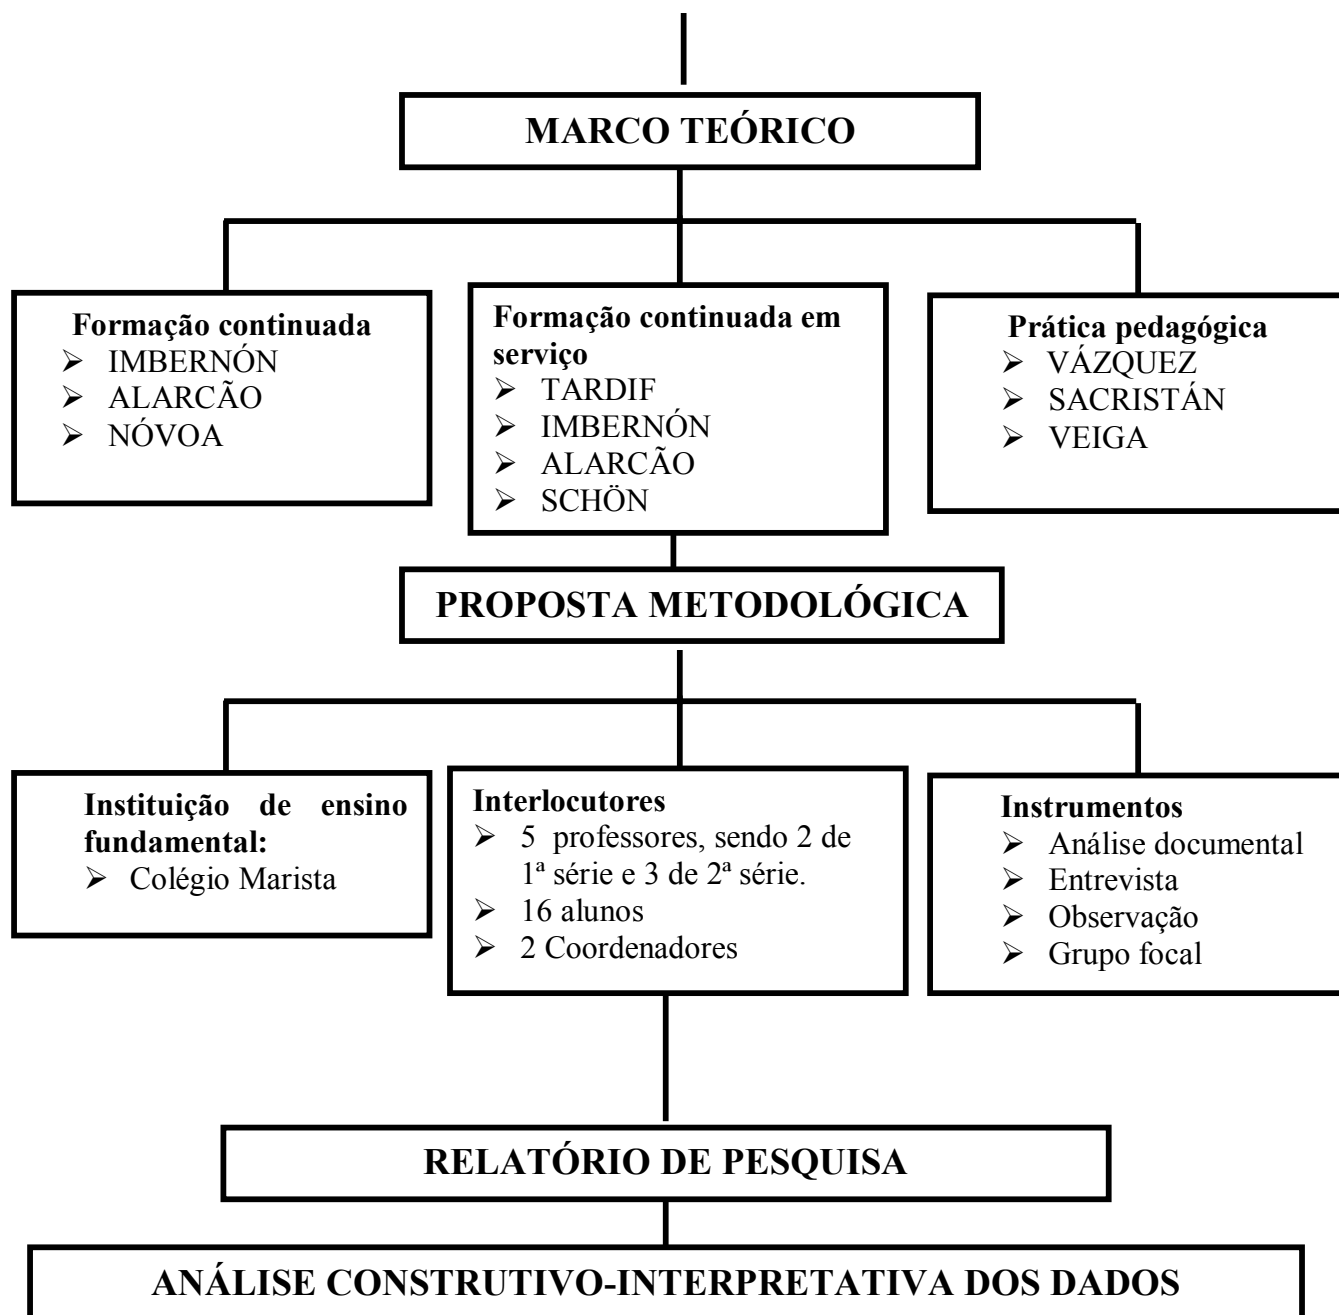 MARCO TEÓRICO
Formação continuada
➢ IMBERNÓN
➢ ALARCÃO
➢ NÓVOA
Formação continuada em
serviço
➢ TARDIF
➢ IMBERNÓN
➢ ALARCÃO
➢ SCHÖN
Prática pedagógica
➢ VÁZQUEZ
➢ SACRISTÁN
➢ VEIGA
PROPOSTA METODOLÓGICA
Instituição de ensino
fundamental:
➢ Colégio Marista
Interlocutores
➢ 5 professores, sendo 2 de
1ª série e 3 de 2ª série.
➢ 16 alunos
➢ 2 Coordenadores
Instrumentos
➢ Análise documental
➢ Entrevista
➢ Observação
➢ Grupo focal
RELATÓRIO DE PESQUISA
ANÁLISE CONSTRUTIVO-INTERPRETATIVA DOS DADOS